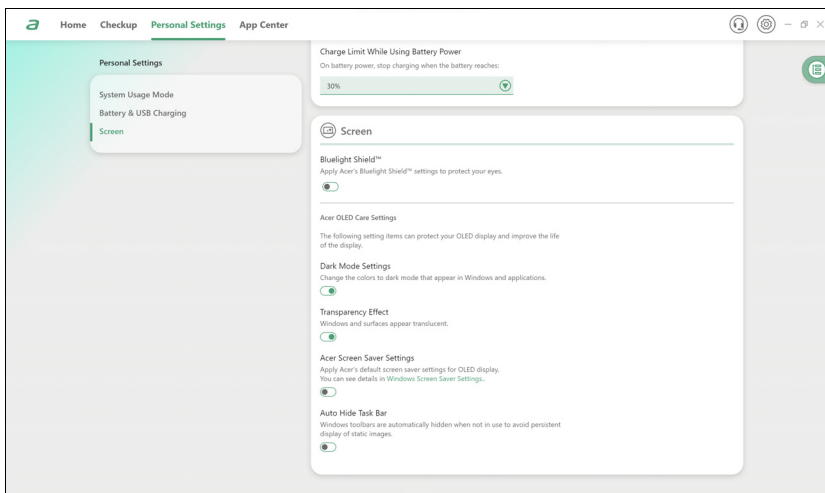 a Home Checkup Personal Settings App Center
Personal Settings
System Usage Mode
Battery & USB Charging
Screen
Charge Limit While Using Battery Power
On battery power, stop charging when the battery reaches:
30%
Screen
Bluelight Shield™
Apply Acer's Bluelight Shield™ settings to protect your eyes.
Acer OLED Care Settings
The following setting items can protect your OLED display and improve the life
of the display.
Dark Mode Settings
Change the colors to dark mode that appear in Windows and applications.
Transparency Effect
Windows and surfaces appear translucent.
Acer Screen Saver Settings
Apply Acer's default screen saver settings for OLED display.
You can see details in Windows Screen Saver Settings..
Auto Hide Task Bar
Windows toolbars are automatically hidden when not in use to avoid persistent
display of static images.